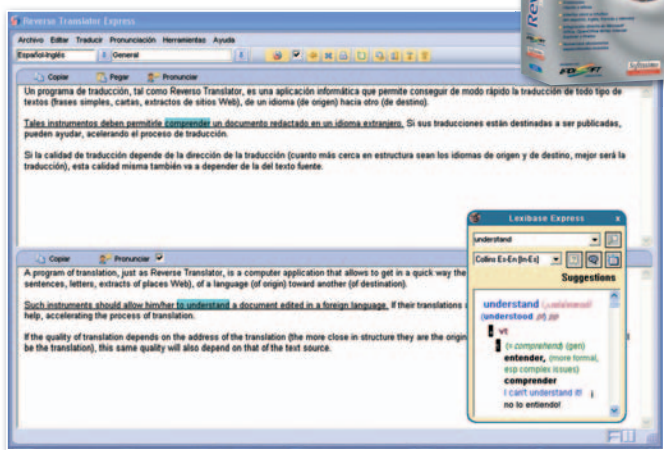 Reverso Translator Express
Archivo Editar Traducir Pronunciación Herramientas Ayuda
Español-Inglés General
Copiar Pegar Pronunciar
Un programa de traducción, tal como Reverso Translator, es una aplicación informática que permite conseguir de modo rápido la traducción de todo tipo de
textos (frases simples, cartas, extractos de sitios Web), de un idioma (de origen) hacia otro (de destino).
Tales instrumentos deben permitirle comprender un documento redactado en un idioma extranjero. Si sus traducciones están destinadas a ser publicadas,
pueden ayudar, acelerando el proceso de traducción.
Si la calidad de traducción depende de la dirección de la traducción (cuanto más cerca en estructura sean los idiomas de origen y de destino, mejor será la
traducción), esta calidad misma también va a depender de la del texto fuente.
Copiar Pronunciar
A program of translation, just as Reverse Translator, is a computer application that allows to get in a quick way the
sentences, letters, extracts of places Web), of a language (of origin) toward another (of destination).
Such instruments should allow him/her to understand a document edited in a foreign language. If their translations
help, accelerating the process of translation.
If the quality of translation depends on the address of the translation (the more close in structure they are the origin
be the translation), this same quality will also depend on that of the text source.
Lexibase Express x
understand
Collins Es-En [In-Es]
Suggestions
understand
(understood pt, pp)
vt
(= comprehend) (gen)
entender, (more formal,
esp complex issues)
comprender
I can't understand it!
no lo entiendo!